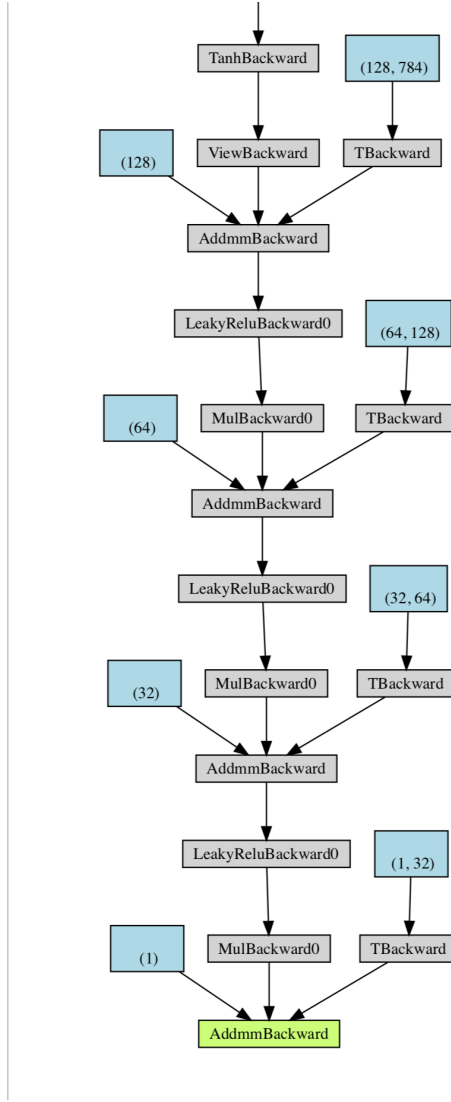 TanhBackward
(128, 784)
(128)
ViewBackward
TBackward
AddmmBackward
LeakyReluBackward0
(64, 128)
(64)
MulBackward0
TBackward
AddmmBackward
LeakyReluBackward0
(32, 64)
(32)
MulBackward0
TBackward
AddmmBackward
LeakyReluBackward0
(1, 32)
(1)
MulBackward0
TBackward
AddmmBackward